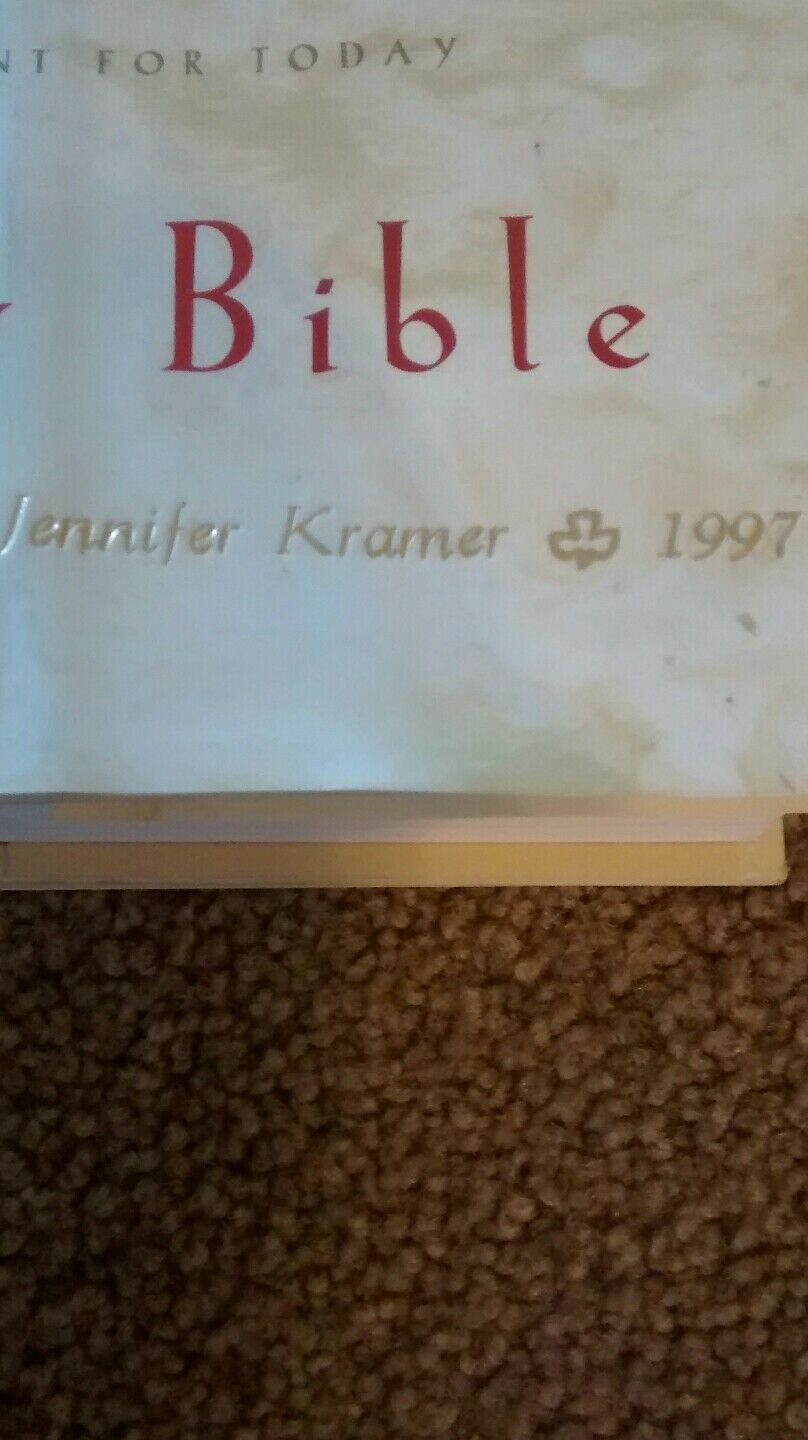 NT FOR TODAY
Bible
Jennifer Kramer 1997